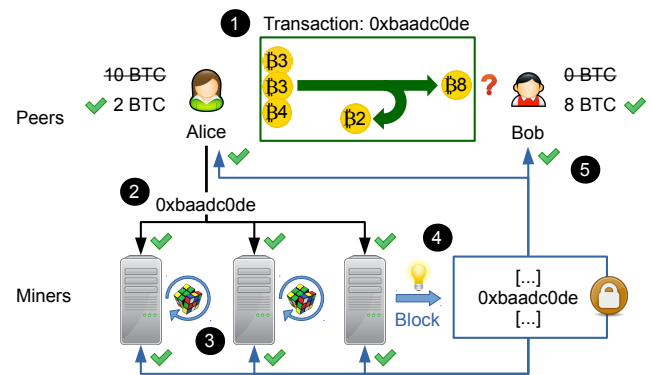 1 Transaction: 0xbaadc0de
10 BTC
2 BTC
Alice
₿3
₿3
₿4
₿8
₿2
?
0 BTC
8 BTC
Bob
Peers
5
2
0xbaadc0de
4
Miners
3
Block
[...]
0xbaadc0de
[...]